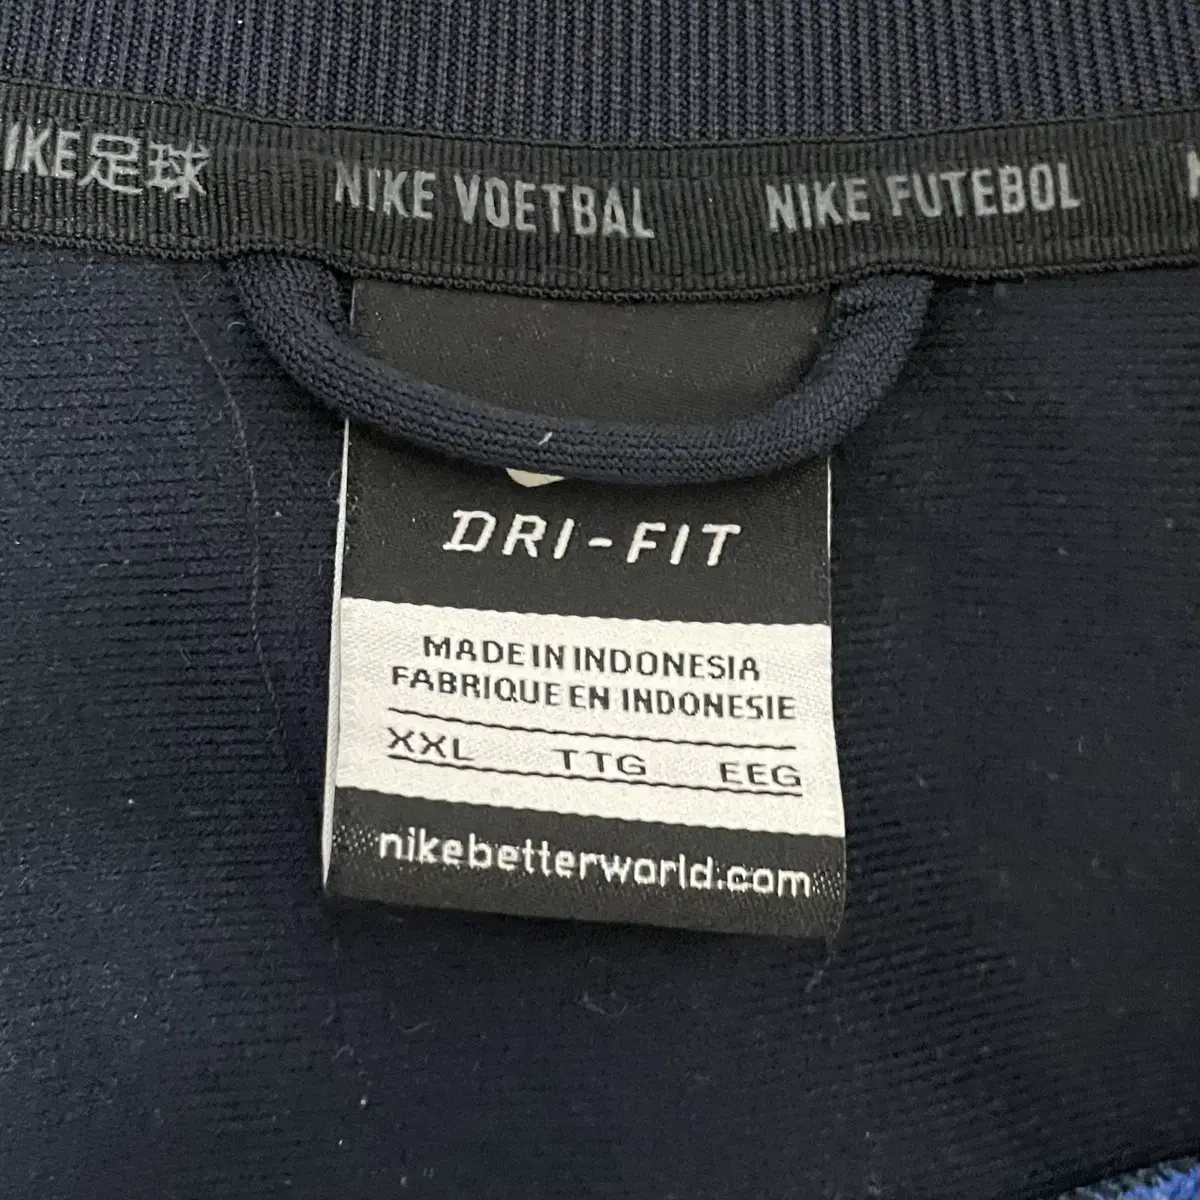 IKE足球 NIKE VOETBAL NIKE FUTEBOL
DRI-FIT
MADE IN INDONESIA
FABRIQUE EN INDONESIE
XXL TTG EEG
nikebetterworld.com